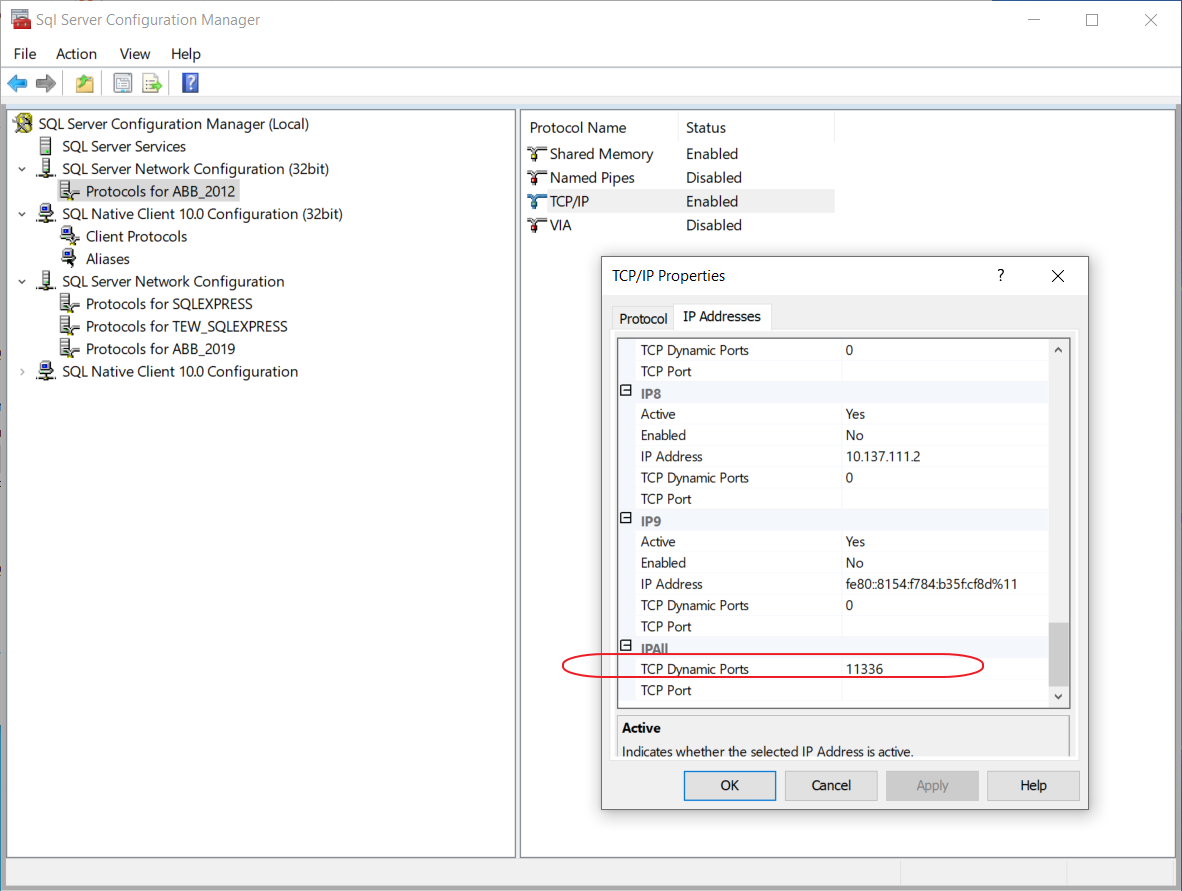 Sql Server Configuration Manager
File Action View Help
SQL Server Configuration Manager (Local)
SQL Server Services
SQL Server Network Configuration (32bit)
Protocols for ABB_2012
SQL Native Client 10.0 Configuration (32bit)
Client Protocols
Aliases
SQL Server Network Configuration
Protocols for SQLEXPRESS
Protocols for TEW_SQLEXPRESS
Protocols for ABB_2019
SQL Native Client 10.0 Configuration
Protocol Name Status
Shared Memory Enabled
Named Pipes Disabled
TCP/IP Enabled
VIA Disabled
TCP/IP Properties ?
Protocol IP Addresses
TCP Dynamic Ports 0
TCP Port
IP8
Active Yes
Enabled No
IP Address 10.137.111.2
TCP Dynamic Ports 0
TCP Port
IP9
Active Yes
Enabled No
IP Address fe80::8154:f784:b35f:cf8d%11
TCP Dynamic Ports 0
TCP Port
IPAll
TCP Dynamic Ports 11336
TCP Port
Active
Indicates whether the selected IP Address is active.
OK Cancel Apply Help